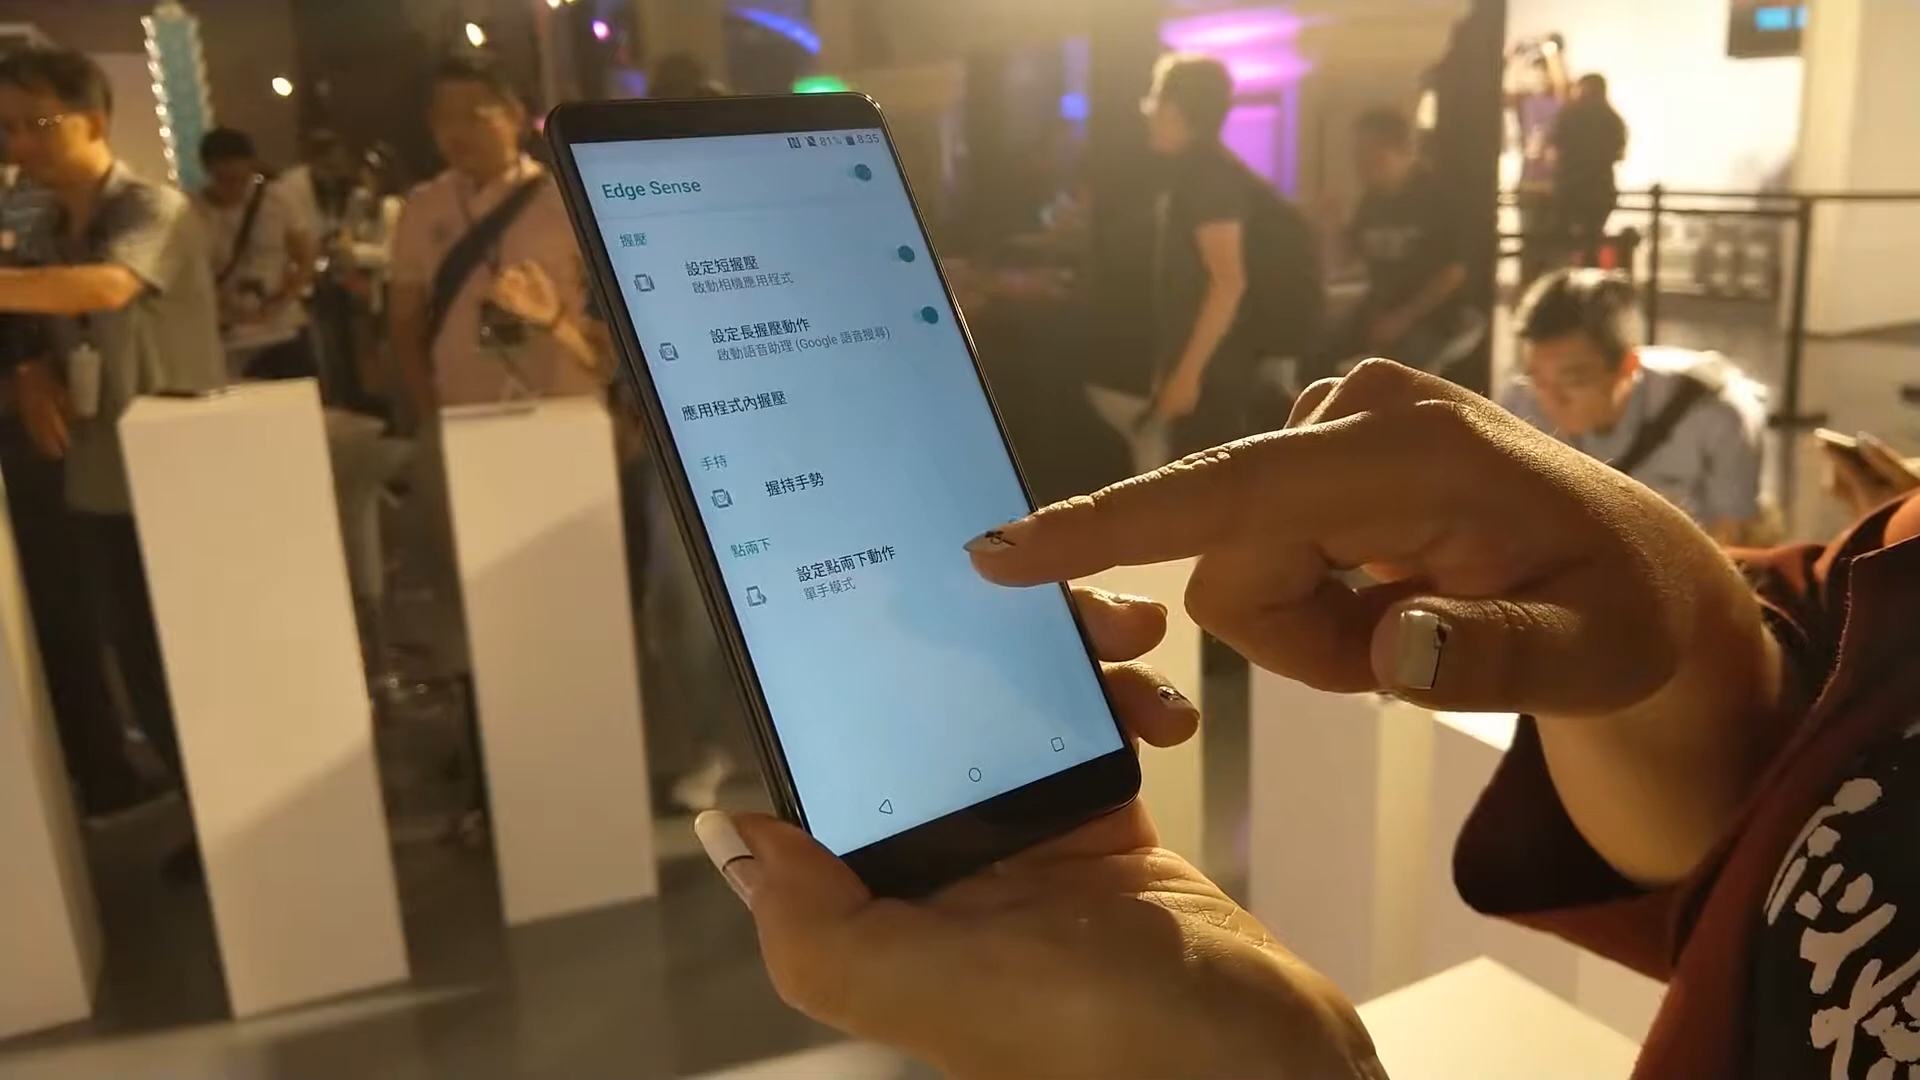 81% 8:35
Edge Sense
握壓
設定短握壓
啟動相機應用程式
設定長握壓動作
啟動語音助理 (Google 語音搜尋)
應用程式內握壓
手持
握持手勢
點兩下
設定點兩下動作
單手模式